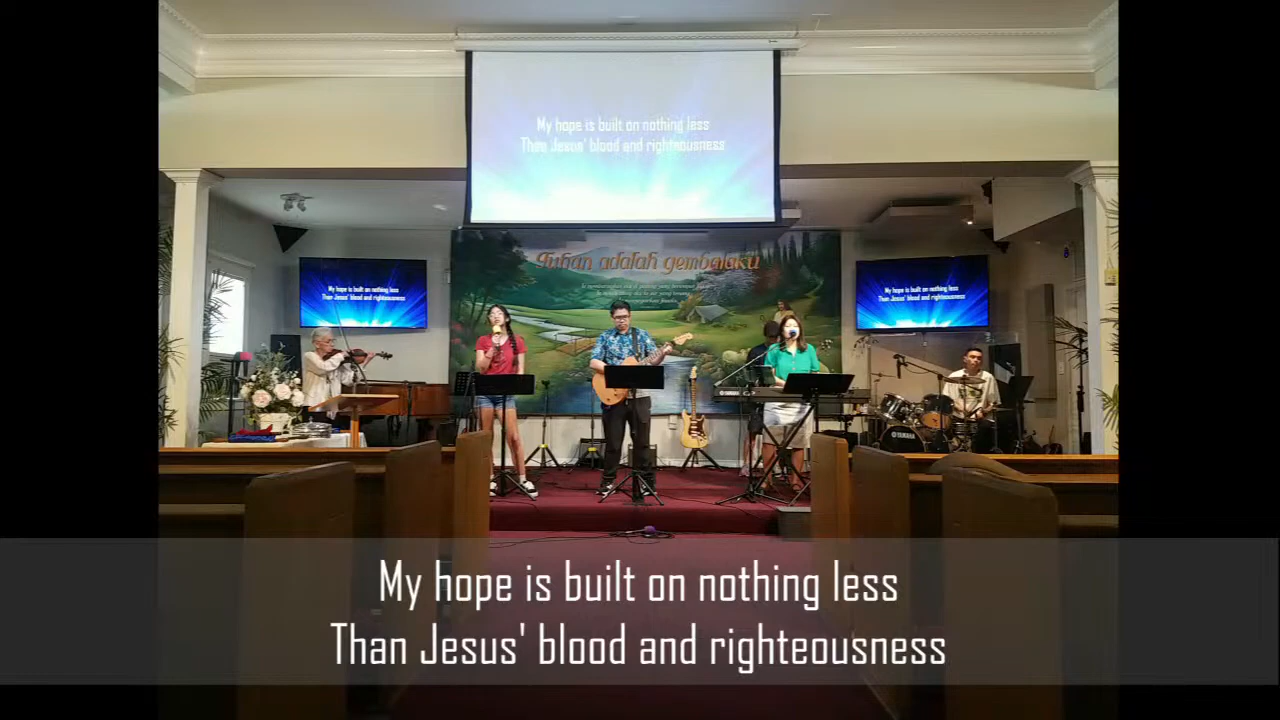 My hope is built on nothing less
Than Jesus' blood and righteousness
Tuhan adalah gembalaku
My hope is built on nothing less
Than Jesus' blood and righteousness
My hope is built on nothing less
Than Jesus' blood and righteousness
YAMAHA
YAMAHA
My hope is built on nothing less
Than Jesus' blood and righteousness